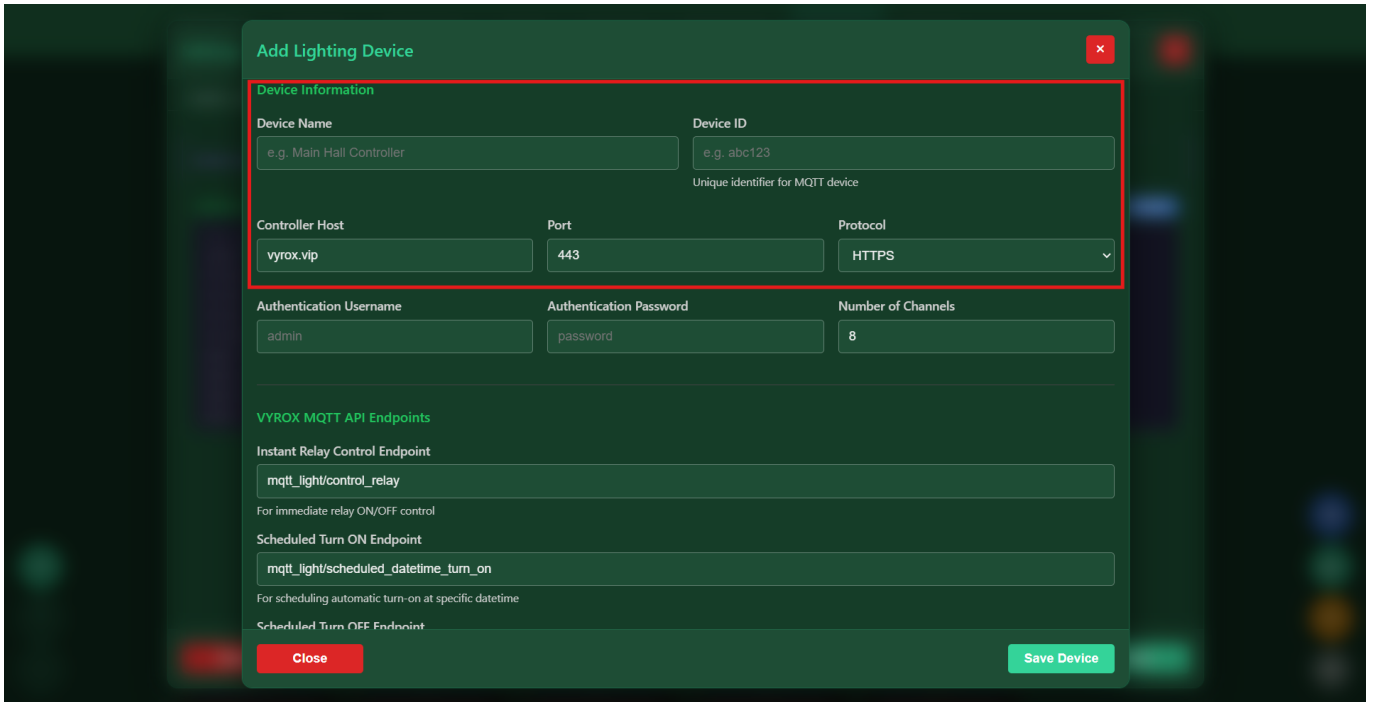 Add Lighting Device
×
Device Information
Device Name Device ID
e.g. Main Hall Controller e.g. abc123
Unique identifier for MQTT device
Controller Host Port Protocol
vyrox.vip 443 HTTPS
Authentication Username Authentication Password Number of Channels
admin password 8
VYROX MQTT API Endpoints
Instant Relay Control Endpoint
mqtt_light/control_relay
For immediate relay ON/OFF control
Scheduled Turn ON Endpoint
mqtt_light/scheduled_datetime_turn_on
For scheduling automatic turn-on at specific datetime
Scheduled Turn OFF Endpoint
Close Save Device